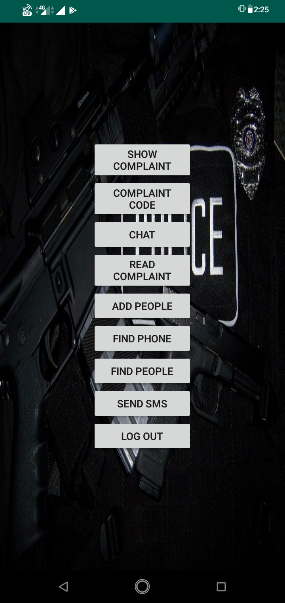 4G
2:25
SHOW
COMPLAINT
COMPLAINT
CODE
CHAT
READ
COMPLAINT
ADD PEOPLE
FIND PHONE
FIND PEOPLE
SEND SMS
LOG OUT